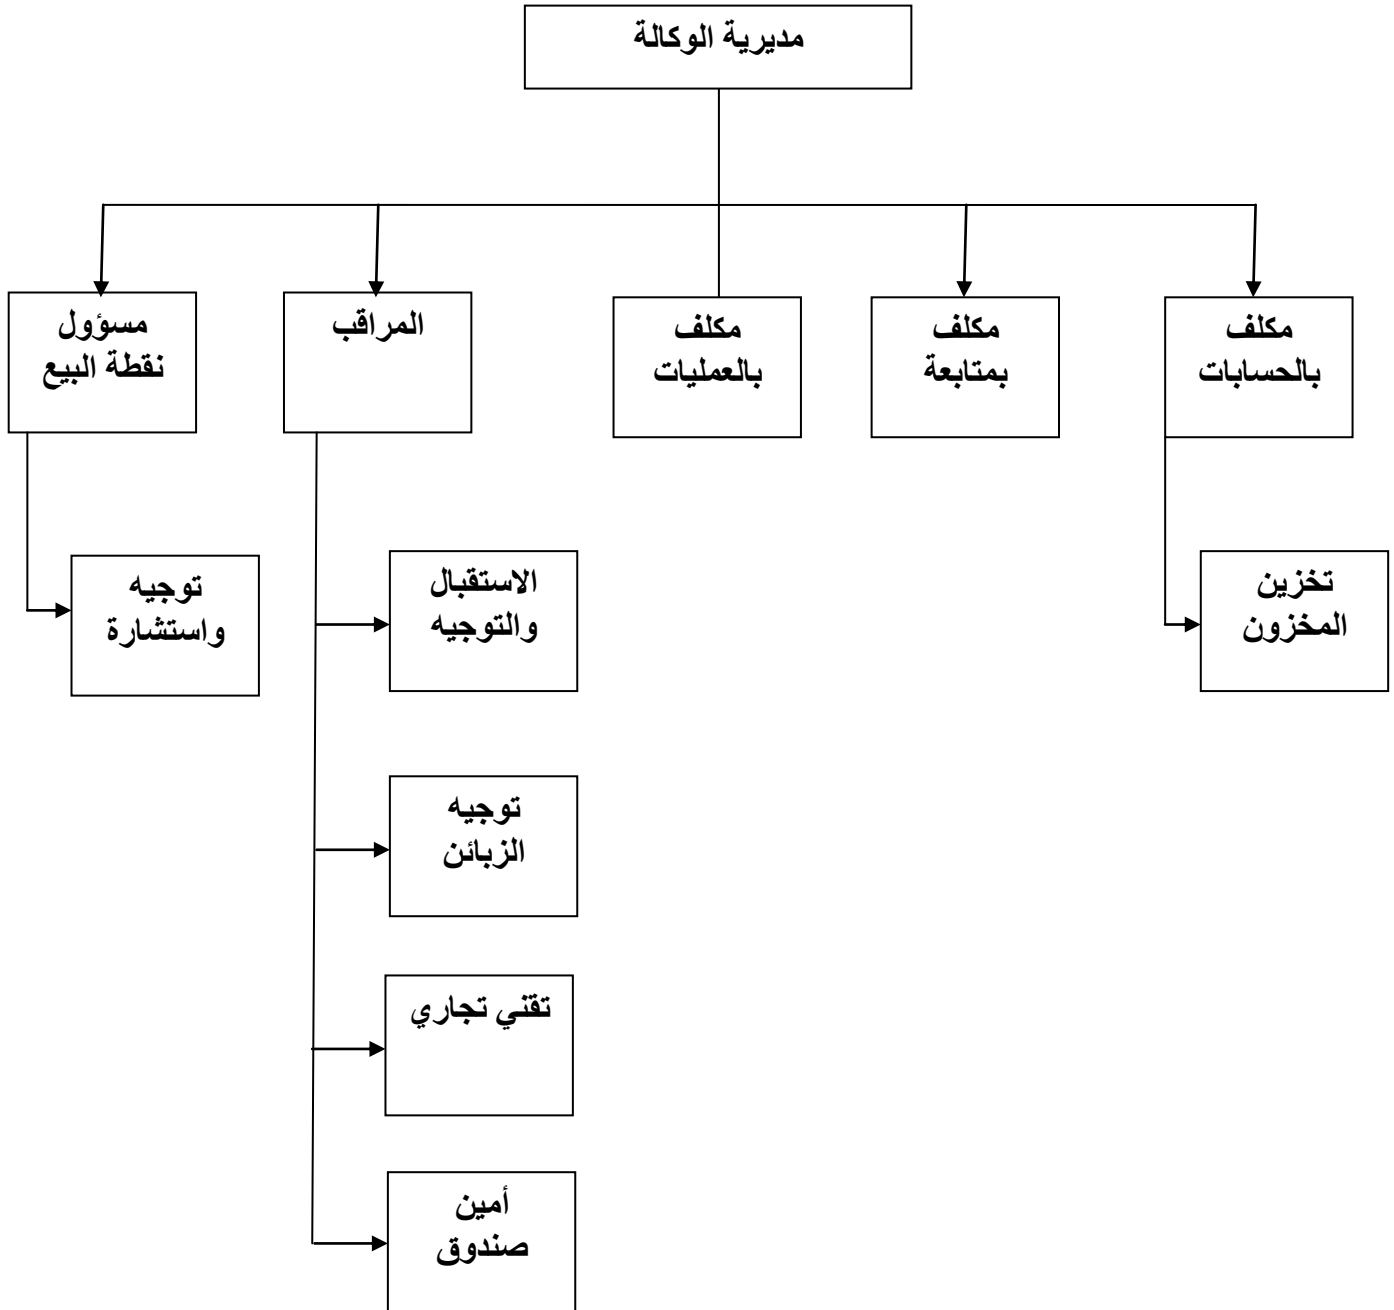 مديرية الوكالة
مكلف
بالحسابات
مكلف
بمتابعة
مكلف
بالعمليات
المراقب
مسؤول
نقطة البيع
تخزين
المخزون
الاستقبال
والتوجيه
توجيه
واستشارة
توجيه
الزبائن
تقني تجاري
أمين
صندوق